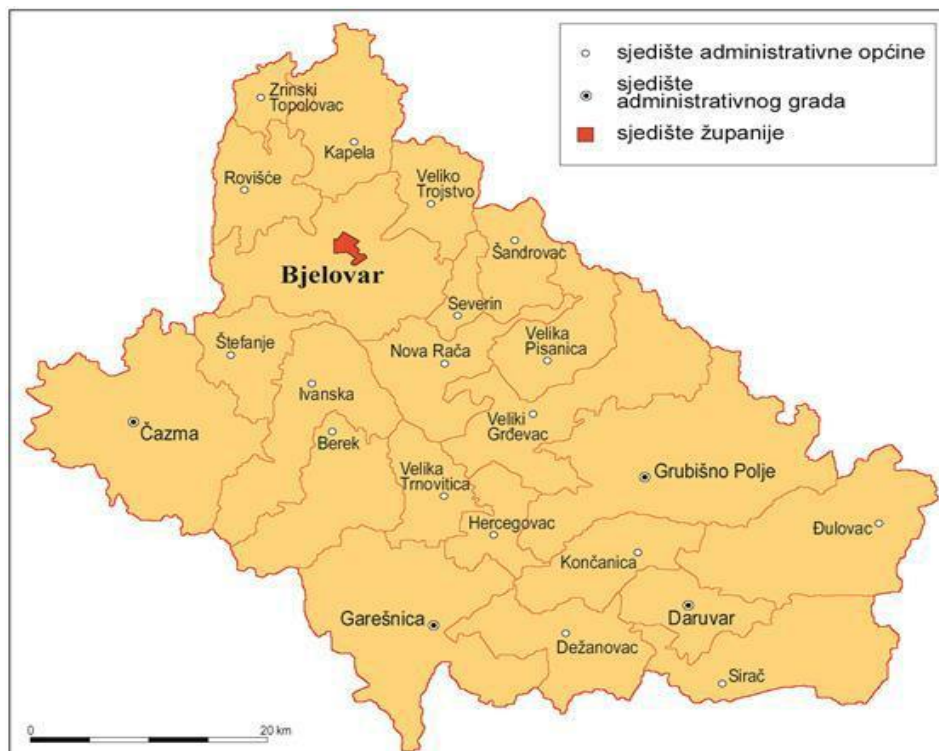 sjedište administrativne općine
sjedište
administrativnog grada
sjedište županije
Zrinski
Topolovac
Kapela
Rovišće
Veliko
Trojstvo
Šandrovac
Bjelovar
Severin
Štefanje
Nova Rača
Velika
Pisanica
Ivanska
Čazma
Berek
Veliki
Grđevac
Velika
Trnovitica
Grubišno Polje
Hercegovac
Đulovac
Končanica
Garešnica
Daruvar
Dežanovac
Sirač
0
20 km